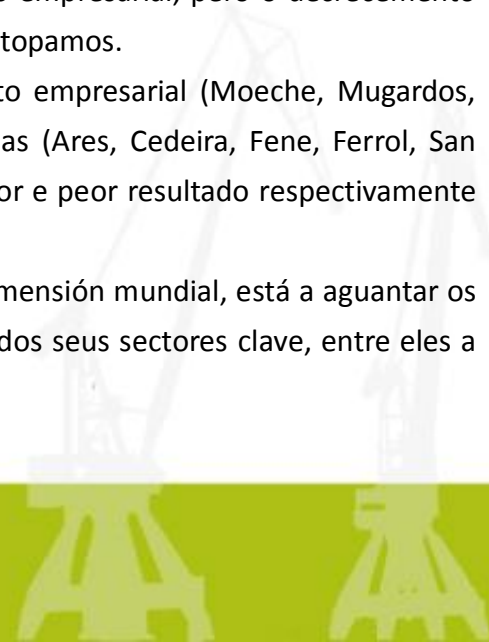 empresarial, pero o decrecemento
topamos.
to empresarial (Moeche, Mugardos,
as (Ares, Cedeira, Fene, Ferrol, San
or e peor resultado respectivamente
mensión mundial, está a aguantar os
dos seus sectores clave, entre eles a